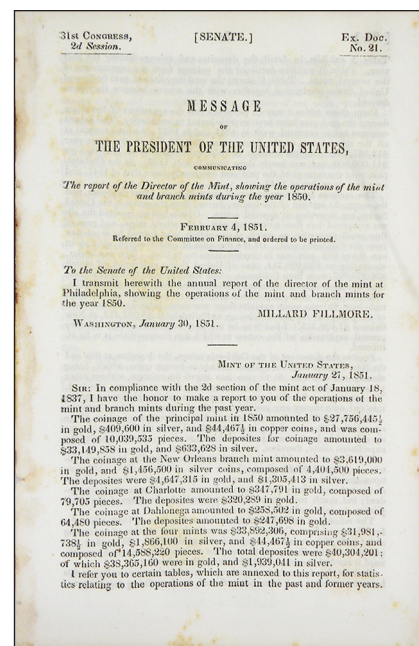 31st Congress,
2d Session.
[SENATE.]
Ex. Doc.
No. 21.
MESSAGE
OF
THE PRESIDENT OF THE UNITED STATES,
COMMUNICATING
The report of the Director of the Mint, showing the operations of the mint
and branch mints during the year 1850.
February 4, 1851.
Referred to the Committee on Finance, and ordered to be printed.
To the Senate of the United States:
I transmit herewith the annual report of the director of the mint at
Philadelphia, showing the operations of the mint and branch mints for
the year 1850.
MILLARD FILLMORE.
Washington, January 30, 1851.
Mint of the United States,
January 27, 1851.
Sir: In compliance with the 2d section of the mint act of January 18,
1837, I have the honor to make a report to you of the operations of the
mint and branch mints during the past year.
The coinage of the principal mint in 1850 amounted to $27,756,445½
in gold, $409,600 in silver, and $44,467½ in copper coins, and was com-
posed of 10,039,535 pieces. The deposites for coinage amounted to
$33,149,858 in gold, and $633,628 in silver.
The coinage at the New Orleans branch mint amounted to $3,619,000
in gold, and $1,456,500 in silver coins, composed of 4,404,500 pieces.
The deposites were $4,647,315 in gold, and $1,305,413 in silver.
The coinage at Charlotte amounted to $347,791 in gold, composed of
79,705 pieces. The deposites were $320,289 in gold.
The coinage at Dahlonega amounted to $258,502 in gold, composed of
64,480 pieces. The deposites amounted to $247,698 in gold.
The coinage at the four mints was $33,892,306, comprising $31,981,-
738½ in gold, $1,866,100 in silver, and $44,467½ in copper coins, and
composed of 14,588,220 pieces. The total deposites were $40,304,201;
of which $38,365,160 were in gold, and $1,939,041 in silver.
I refer you to certain tables, which are annexed to this report, for statis-
tics relating to the operations of the mint in the past and former years.